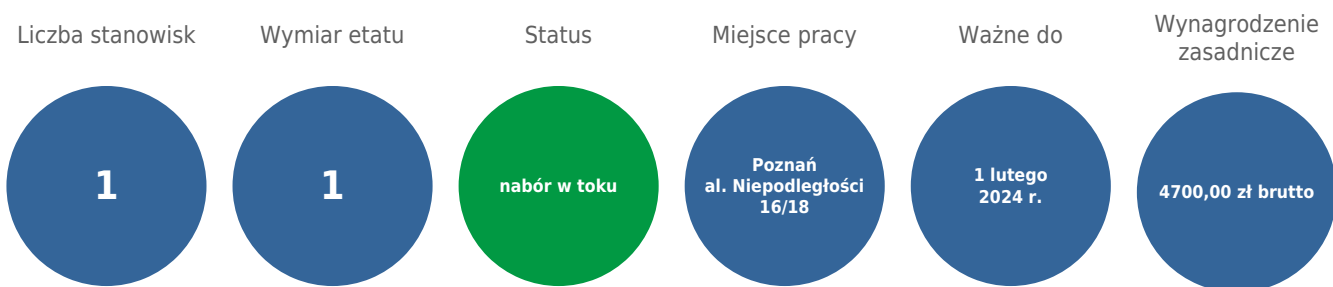 Liczba stanowisk
1
Wymiar etatu
1
Status
nabór w toku
Miejsce pracy
Poznań
al. Niepodległości
16/18
Ważne do
1 lutego
2024 r.
Wynagrodzenie
zasadnicze
4700,00 zł brutto